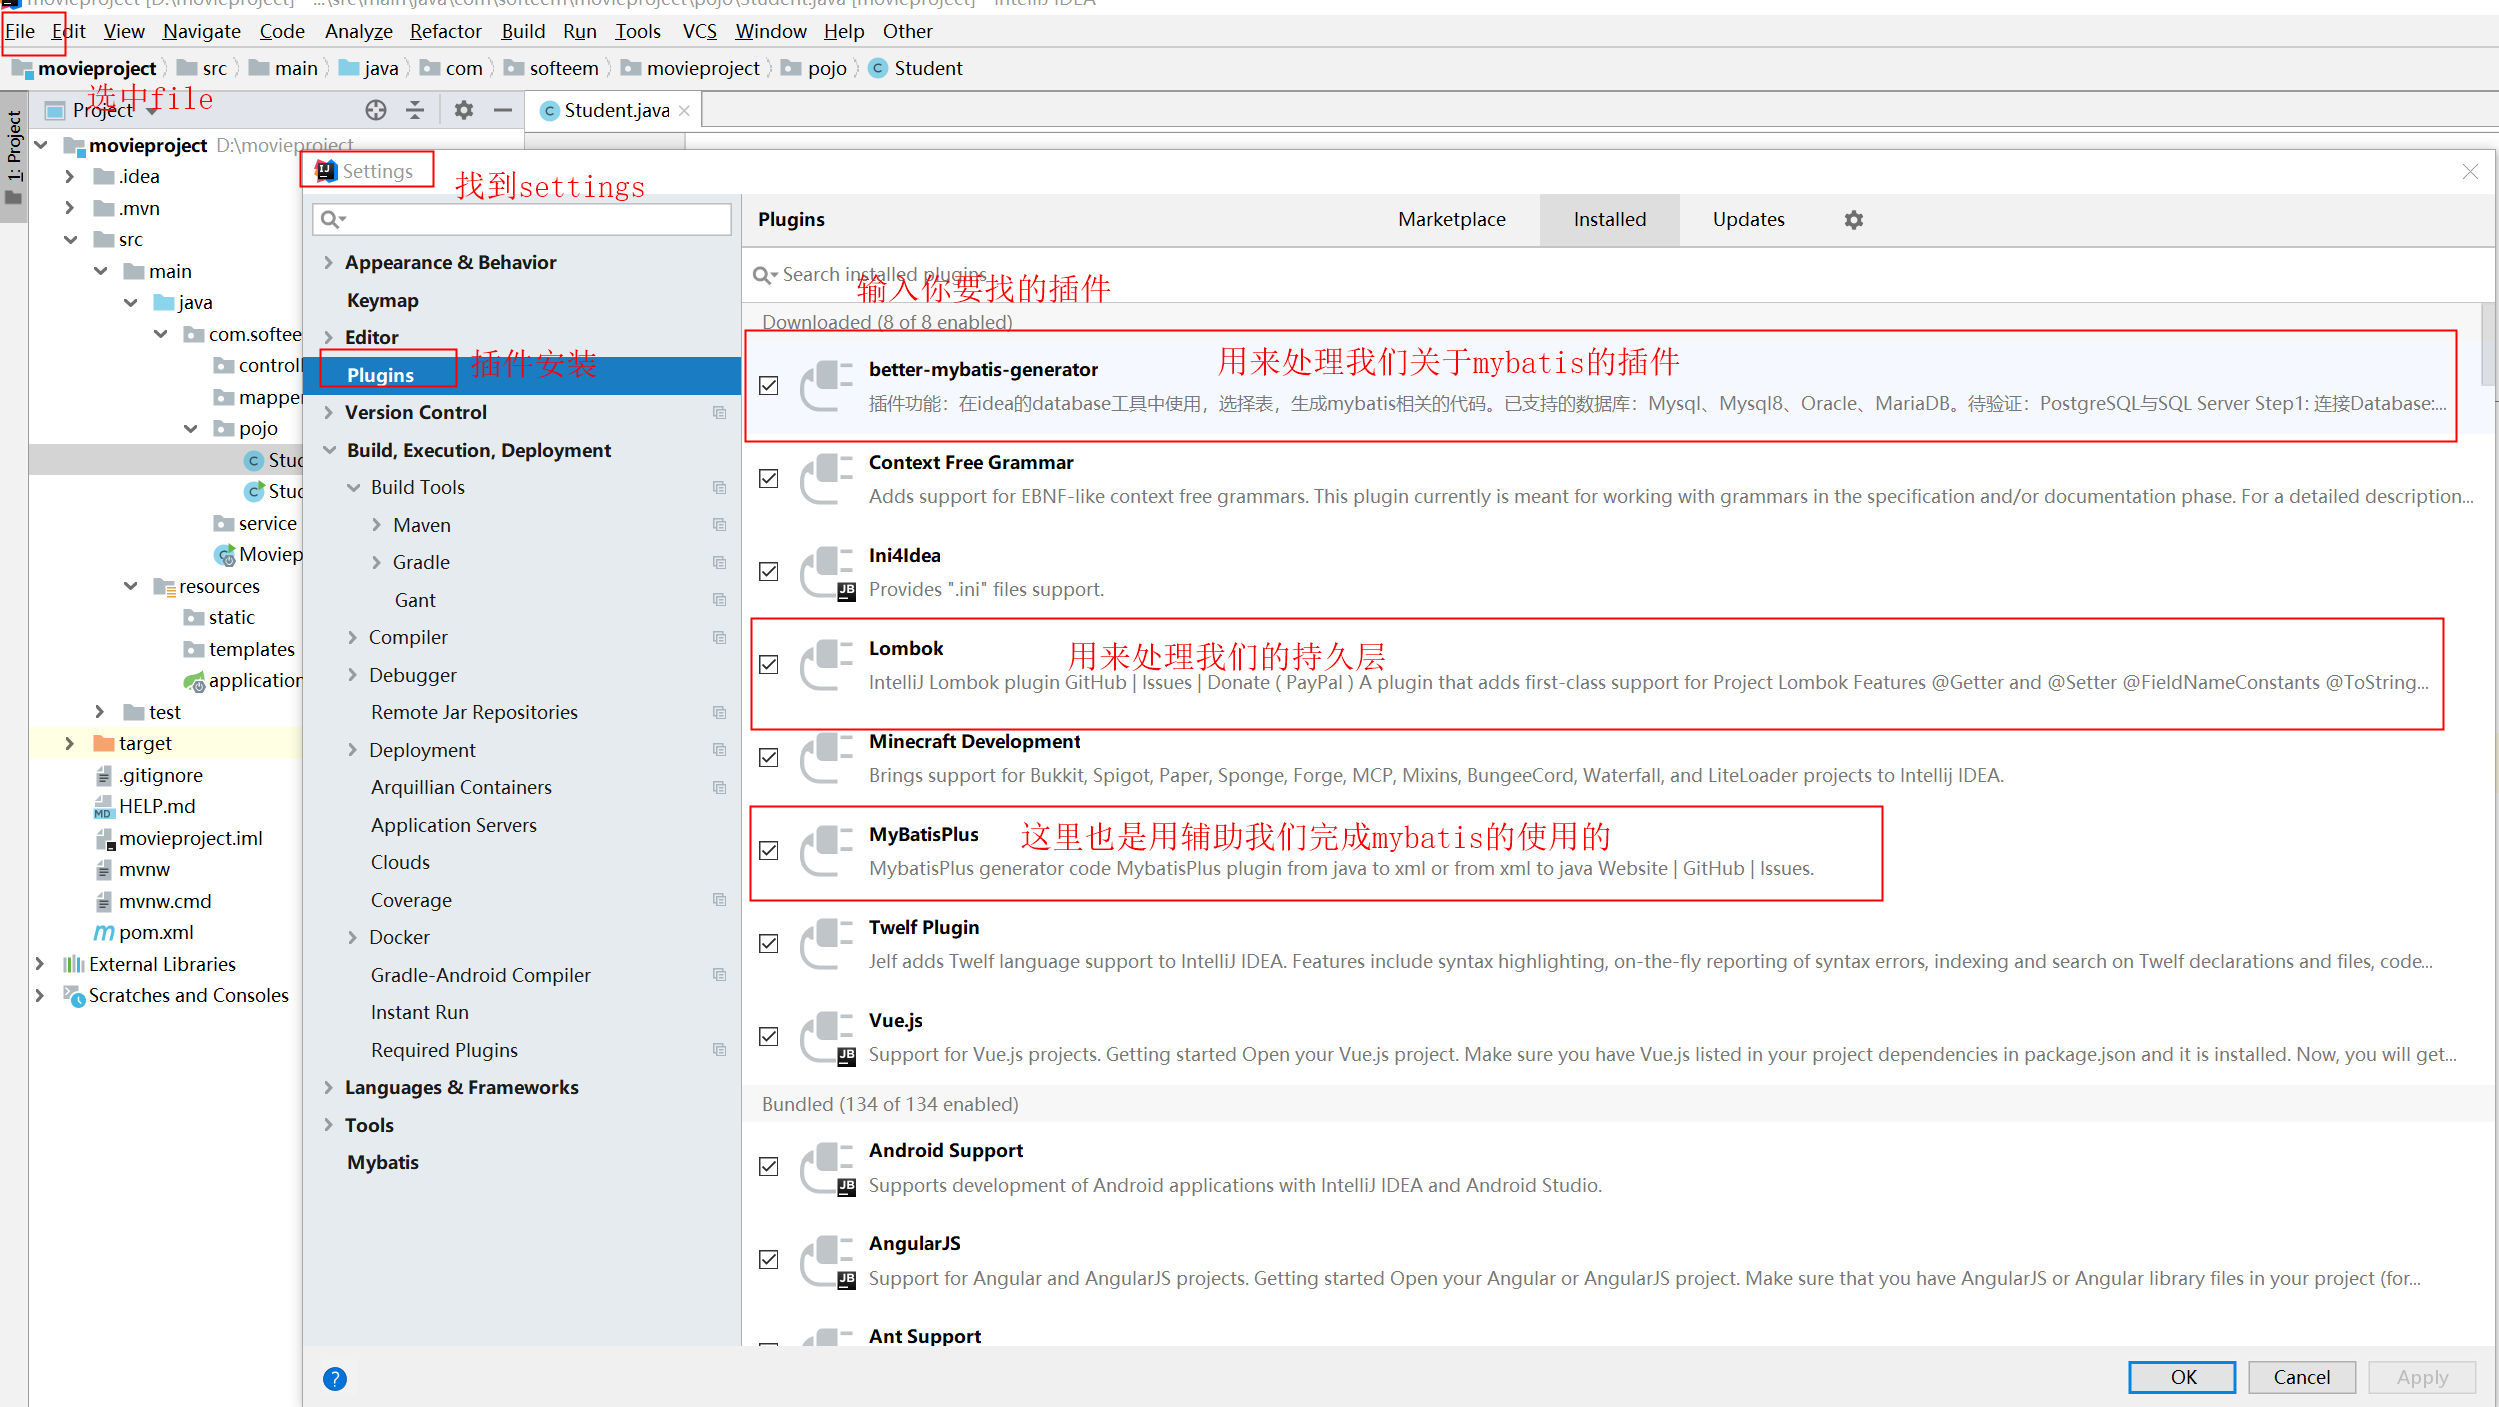 movieproject [D:\movieproject] - ...\src\main\java\com\softeem\movieproject\pojo\Student.java [movieproject] - IntelliJ IDEA
File Edit View Navigate Code Analyze Refactor Build Run Tools VCS Window Help Other
movieproject src main java com softeem movieproject pojo Student
选中file
Project
Student.java
1: Project
movieproject D:\movieproject
.idea
.mvn
src
main
java
com.softee
controll
mapper
pojo
Stud
Stud
service
Moviep
resources
static
templates
application
test
target
.gitignore
HELP.md
movieproject.iml
mvnw
mvnw.cmd
pom.xml
External Libraries
Scratches and Consoles
Settings
找到settings
Appearance & Behavior
Keymap
Editor
Plugins
插件安装
Version Control
Build, Execution, Deployment
Build Tools
Maven
Gradle
Gant
Compiler
Debugger
Remote Jar Repositories
Deployment
Arquillian Containers
Application Servers
Clouds
Coverage
Docker
Gradle-Android Compiler
Instant Run
Required Plugins
Languages & Frameworks
Tools
Mybatis
Plugins Marketplace Installed Updates
Search installed plugins
输入你要找的插件
Downloaded (8 of 8 enabled)
better-mybatis-generator
用来处理我们关于mybatis的插件
插件功能：在idea的database工具中使用，选择表，生成mybatis相关的代码。已支持的数据库：Mysql、Mysql8、Oracle、MariaDB。待验证：PostgreSQL与SQL Server Step1: 连接Database:...
Context Free Grammar
Adds support for EBNF-like context free grammars. This plugin currently is meant for working with grammars in the specification and/or documentation phase. For a detailed description...
Ini4Idea
Provides ".ini" files support.
Lombok
用来处理我们的持久层
IntelliJ Lombok plugin GitHub | Issues | Donate ( PayPal ) A plugin that adds first-class support for Project Lombok Features @Getter and @Setter @FieldNameConstants @ToString...
Minecraft Development
Brings support for Bukkit, Spigot, Paper, Sponge, Forge, MCP, Mixins, BungeeCord, Waterfall, and LiteLoader projects to Intellij IDEA.
MyBatisPlus
这里也是用辅助我们完成mybatis的使用的
MybatisPlus generator code MybatisPlus plugin from java to xml or from xml to java Website | GitHub | Issues.
Twelf Plugin
Jelf adds Twelf language support to IntelliJ IDEA. Features include syntax highlighting, on-the-fly reporting of syntax errors, indexing and search on Twelf declarations and files, code...
Vue.js
Support for Vue.js projects. Getting started Open your Vue.js project. Make sure you have Vue.js listed in your project dependencies in package.json and it is installed. Now, you will get...
Bundled (134 of 134 enabled)
Android Support
Supports development of Android applications with IntelliJ IDEA and Android Studio.
AngularJS
Support for Angular and AngularJS projects. Getting started Open your Angular or AngularJS project. Make sure that you have AngularJS or Angular library files in your project (for...
Ant Support
OK Cancel Apply